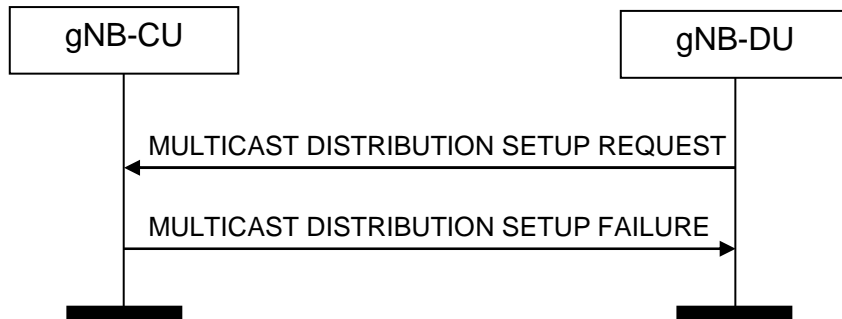 gNB-CU
gNB-DU
MULTICAST DISTRIBUTION SETUP REQUEST
MULTICAST DISTRIBUTION SETUP FAILURE